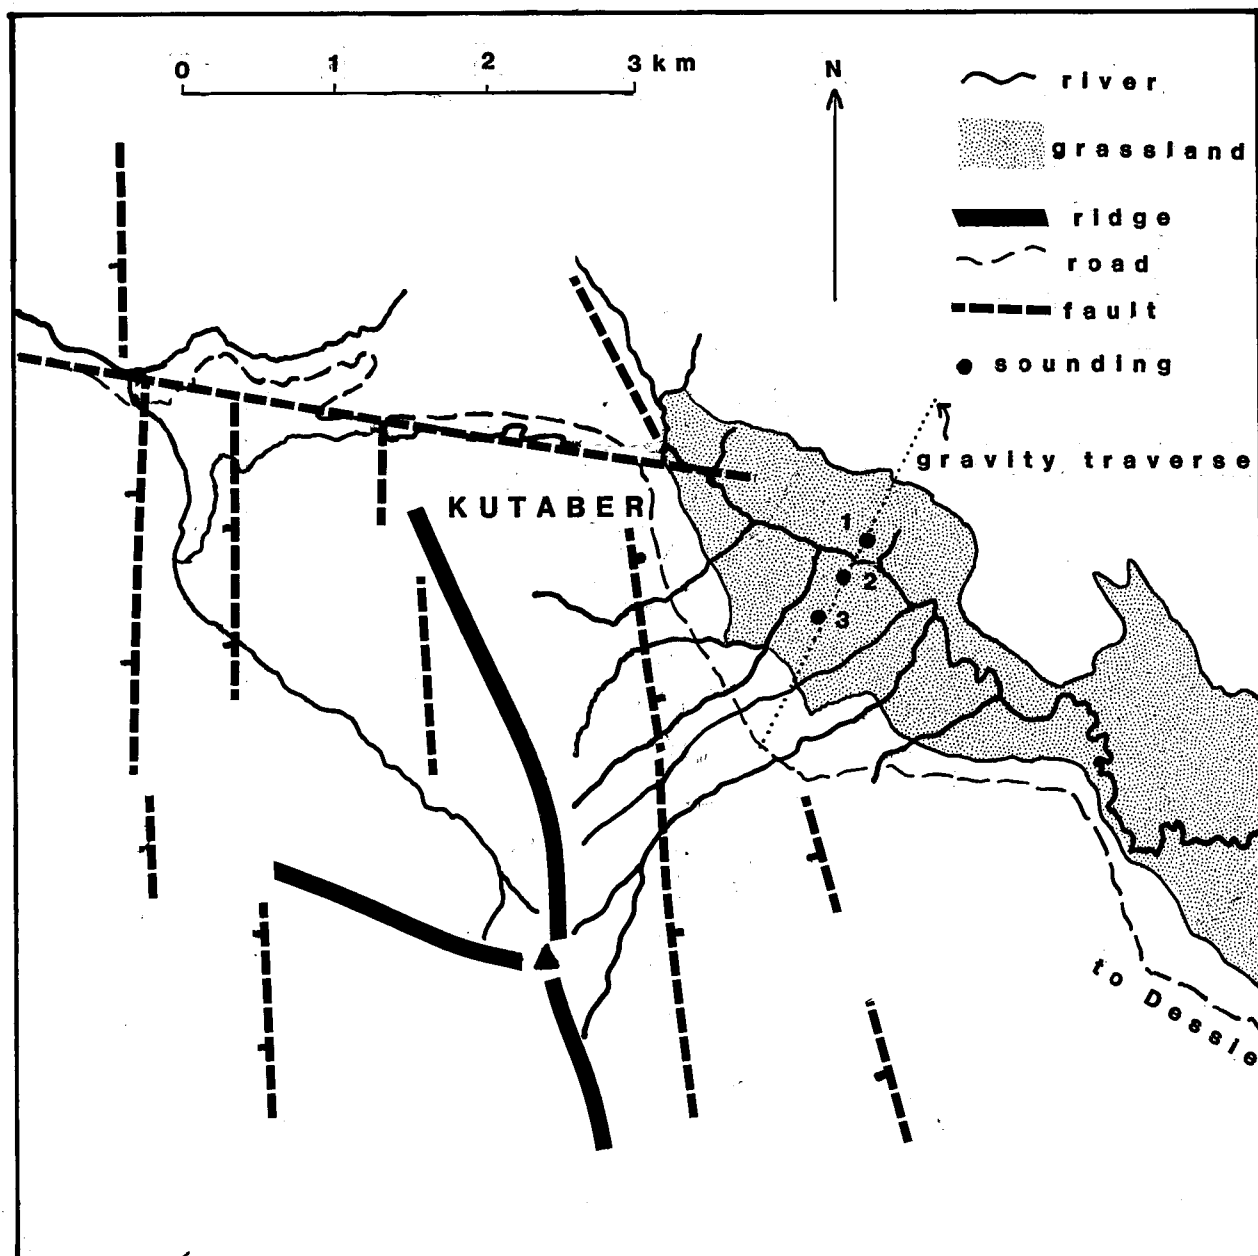 0 1 2 3 km
N
river
grassland
ridge
road
fault
sounding
gravity traverse
KUTABER
1
2
3
to Dessie